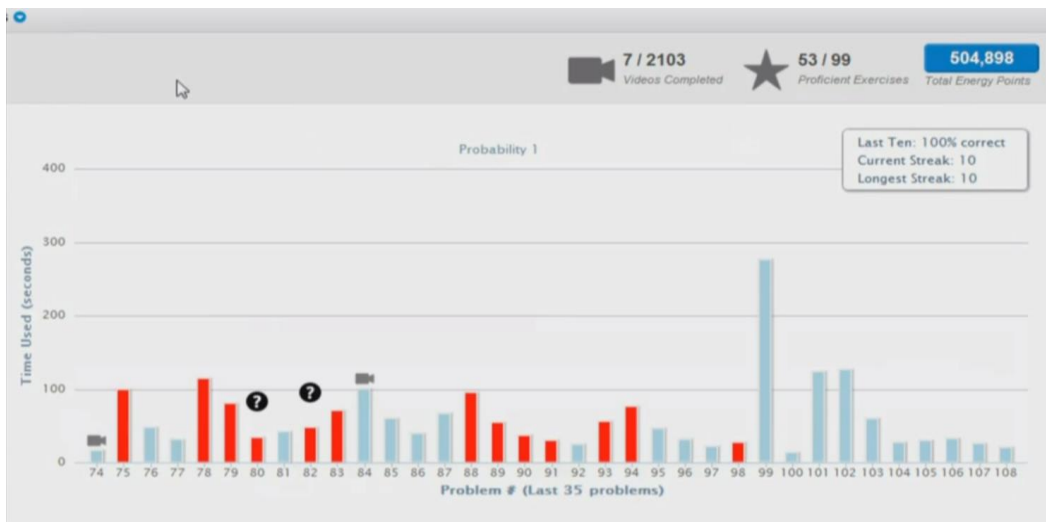 7 / 2103
Videos Completed
53 / 99
Proficient Exercises
504,898
Total Energy Points
Probability 1
Last Ten: 100% correct
Current Streak: 10
Longest Streak: 10
400
300
200
100
0
Time Used (seconds)
?
?
74 75 76 77 78 79 80 81 82 83 84 85 86 87 88 89 90 91 92 93 94 95 96 97 98 99 100 101 102 103 104 105 106 107 108
Problem # (Last 35 problems)